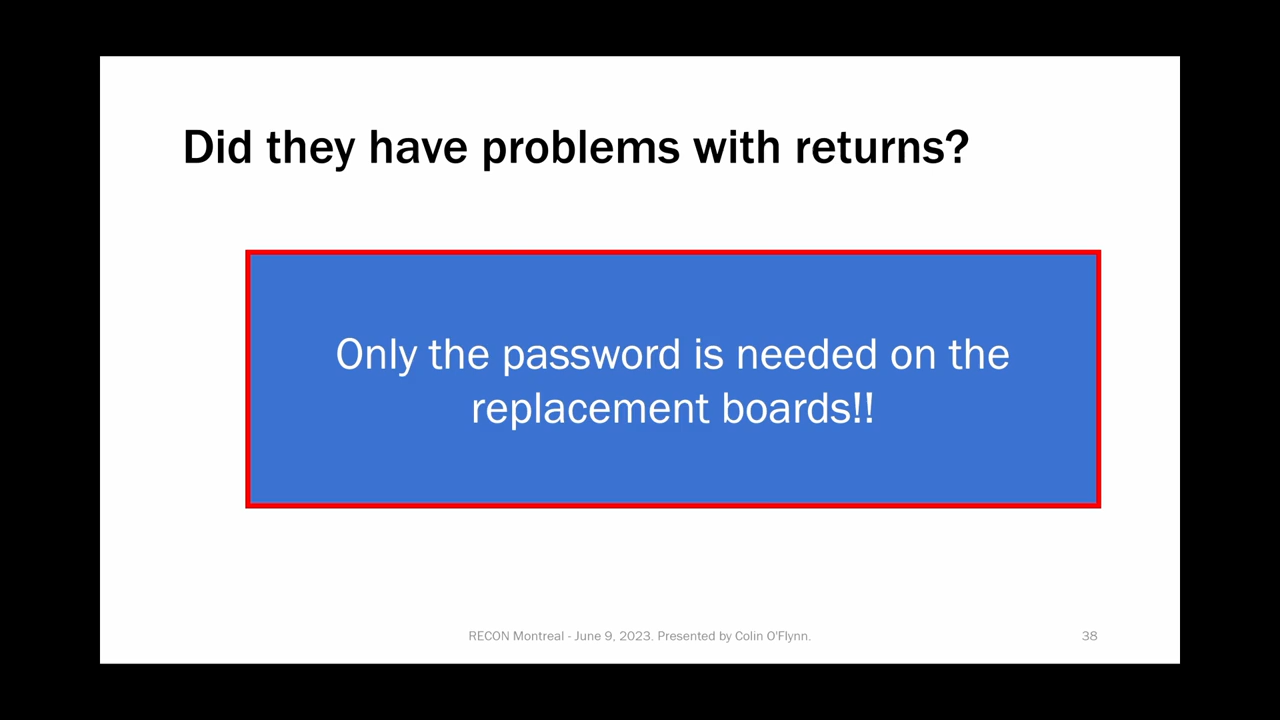 Did they have problems with returns?
Only the password is needed on the
replacement boards!!
RECON Montreal - June 9, 2023. Presented by Colin O'Flynn.
38